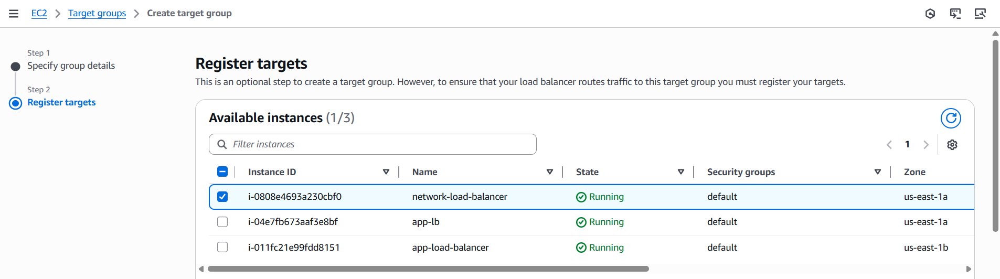 EC2 Target groups Create target group
Step 1
Specify group details
Step 2
Register targets
Register targets
This is an optional step to create a target group. However, to ensure that your load balancer routes traffic to this target group you must register your targets.
Available instances (1/3)
Filter instances
1
Instance ID Name State Security groups Zone
i-0808e4693a230cbf0 network-load-balancer Running default us-east-1a
i-04e7fb673aaf3e8bf app-lb Running default us-east-1a
i-011fc21e99fdd8151 app-load-balancer Running default us-east-1b